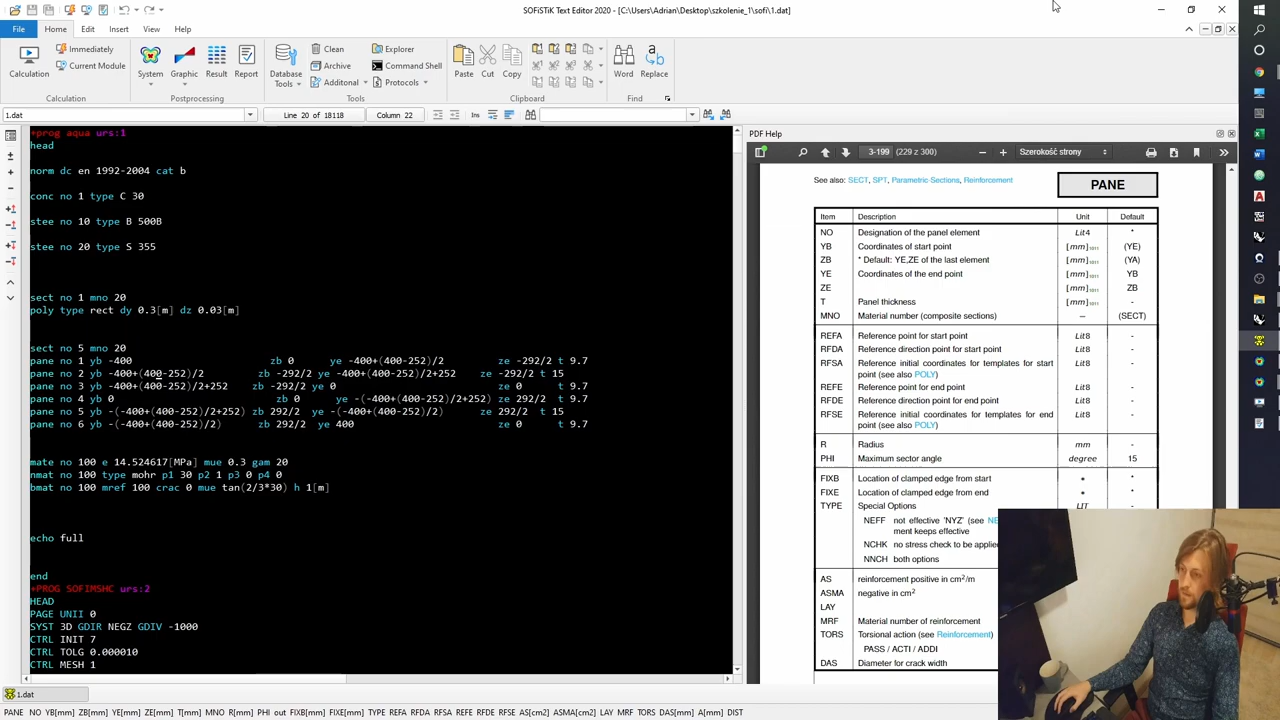 SOFiSTiK Text Editor 2020 - [C:\Users\Adrian\Desktop\szkolenie_1\sofi\1.dat]
File Home Edit Insert View Help
Immediately
Current Module
Calculation
System
Graphic
Result
Report
Database Tools
Clean
Archive
Additional
Explorer
Command Shell
Protocols
Paste
Cut
Copy
Word
Replace
Calculation Postprocessing Tools Clipboard Find
1.dat Line 20 of 18118 Column 22 Ins
+prog aqua urs:1
head
norm dc en 1992-2004 cat b
conc no 1 type C 30
stee no 10 type B 500B
stee no 20 type S 355
sect no 1 mno 20
poly type rect dy 0.3[m] dz 0.03[m]
sect no 5 mno 20
pane no 1 yb -400 zb 0 ye -400+(400-252)/2 ze -292/2 t 9.7
pane no 2 yb -400+(400-252)/2 zb -292/2 ye -400+(400-252)/2+252 ze -292/2 t 15
pane no 3 yb -400+(400-252)/2+252 zb -292/2 ye 0 ze 0 t 9.7
pane no 4 yb 0 zb 0 ye -(-400+(400-252)/2+252) ze 292/2 t 9.7
pane no 5 yb -(-400+(400-252)/2+252) zb 292/2 ye -(-400+(400-252)/2) ze 292/2 t 15
pane no 6 yb -(-400+(400-252)/2) zb 292/2 ye 400 ze 0 t 9.7
mate no 100 e 14.524617[MPa] mue 0.3 gam 20
nmat no 100 type mohr p1 30 p2 1 p3 0 p4 0
bmat no 100 mref 100 crac 0 mue tan(2/3*30) h 1[m]
echo full
end
+PROG SOFIMSHC urs:2
HEAD
PAGE UNII 0
SYST 3D GDIR NEGZ GDIV -1000
CTRL INIT 7
CTRL TOLG 0.000010
CTRL MESH 1
PDF Help
3-199 (229 z 300) Szerokość strony
See also: SECT, SPT, Parametric Sections, Reinforcement
PANE
Item Description Unit Default
NO Designation of the panel element Lit4 *
YB Coordinates of start point [mm]1011 (YE)
ZB * Default: YE,ZE of the last element [mm]1011 (YA)
YE Coordinates of the end point [mm]1011 YB
ZE [mm]1011 ZB
T Panel thickness [mm]1011 -
MNO Material number (composite sections) — (SECT)
REFA Reference point for start point Lit8 -
RFDA Reference direction point for start point Lit8 -
RFSA Reference initial coordinates for templates for start point (see also POLY) Lit8 -
REFE Reference point for end point Lit8 -
RFDE Reference direction point for end point Lit8 -
RFSE Reference initial coordinates for templates for end point (see also POLY) Lit8 -
R Radius mm -
PHI Maximum sector angle degree 15
FIXB Location of clamped edge from start * *
FIXE Location of clamped edge from end * *
TYPE Special Options LIT
NEFF not effective 'NYZ' (see
ment keeps effective
NCHK no stress check to be
NNCH both options
AS reinforcement positive in cm²/m
ASMA negative in cm²
LAY
MRF Material number of reinforcement
TORS Torsional action (see Reinforcement)
PASS / ACTI / ADDI
DAS Diameter for crack width
1.dat
PANE NO YB[mm] ZB[mm] YE[mm] ZE[mm] T[mm] MNO R[mm] PHI out FIXB[mm] FIXE[mm] TYPE REFA RFDA RFSA REFE RFDE RFSE AS[cm2] ASMA[cm2] LAY MRF TORS DAS[mm] A[mm] DIST